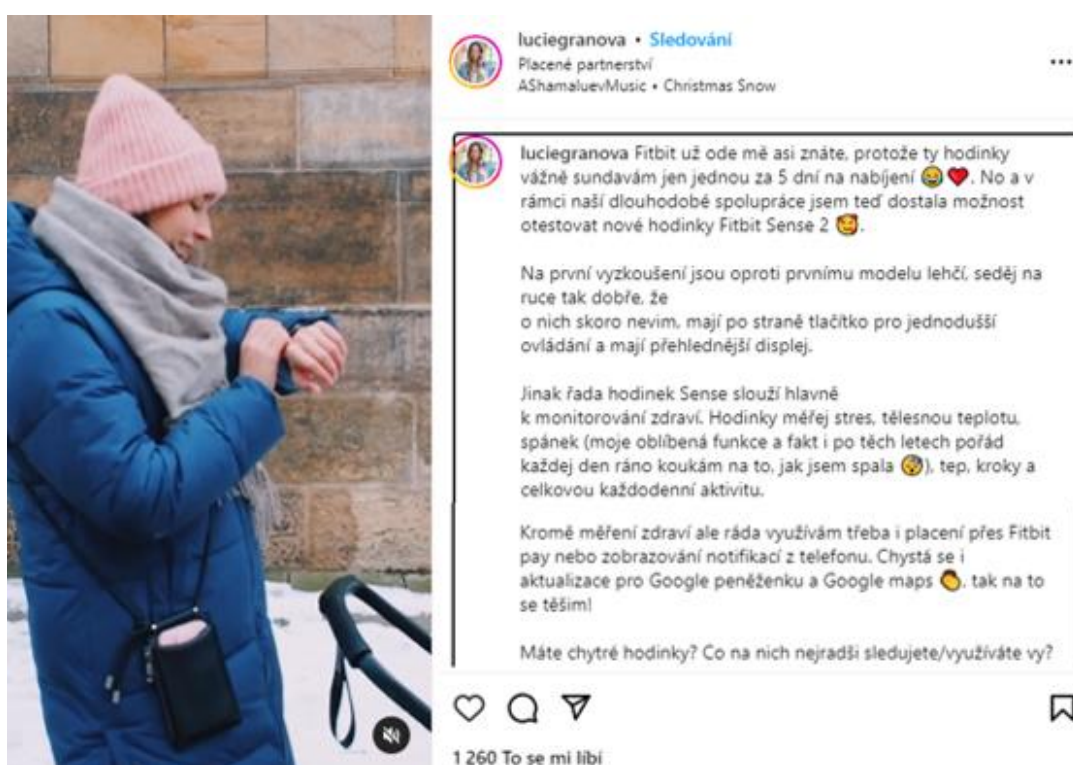 luciegranova • Sledování
Placené partnerství
AShamaluevMusic • Christmas Snow
luciegranova Fitbit už ode mě asi znáte, protože ty hodinky
vážně sundavám jen jednou za 5 dní na nabíjení 😂❤️. No a v
rámci naší dlouhodobé spolupráce jsem teď dostala možnost
otestovat nové hodinky Fitbit Sense 2 🥰.
Na první vyzkoušení jsou oproti prvnímu modelu lehčí, seděj na
ruce tak dobře, že
o nich skoro nevim, mají po straně tlačítko pro jednodušší
ovládání a mají přehlednější displej.
Jinak řada hodinek Sense slouží hlavně
k monitorování zdraví. Hodinky měřej stres, tělesnou teplotu,
spánek (moje oblíbená funkce a fakt i po těch letech pořád
každej den ráno koukám na to, jak jsem spala 😴), tep, kroky a
celkovou každodenní aktivitu.
Kromě měření zdraví ale ráda využívám třeba i placení přes Fitbit
pay nebo zobrazování notifikací z telefonu. Chystá se i
aktualizace pro Google peněženku a Google maps 👏, tak na to
se těšim!
Máte chytré hodinky? Co na nich nejradši sledujete/využíváte vy?
1 260 To se mi líbí